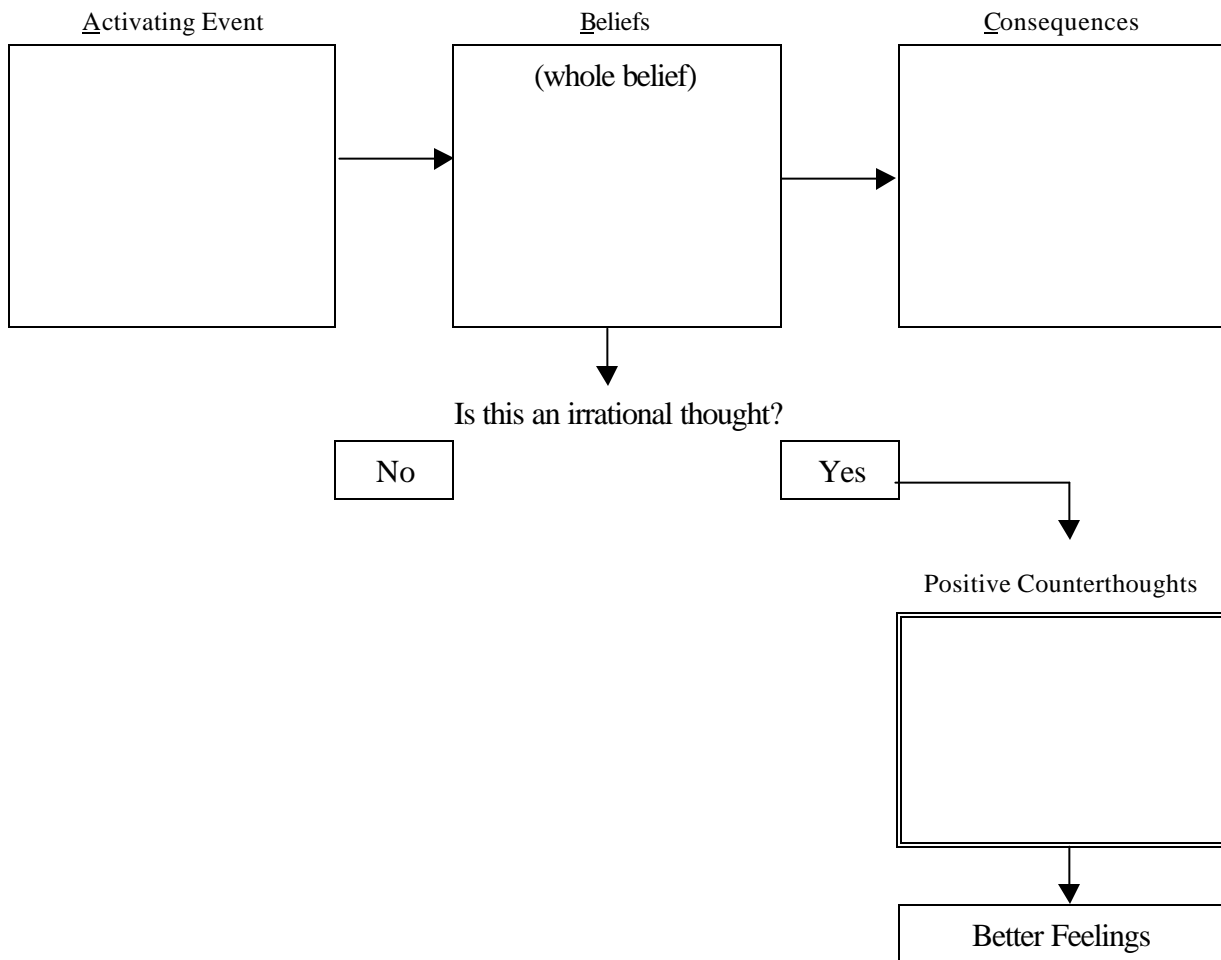 Activating Event
Beliefs
Consequences
(whole belief)
Is this an irrational thought?
No
Yes
Positive Counterthoughts
Better Feelings